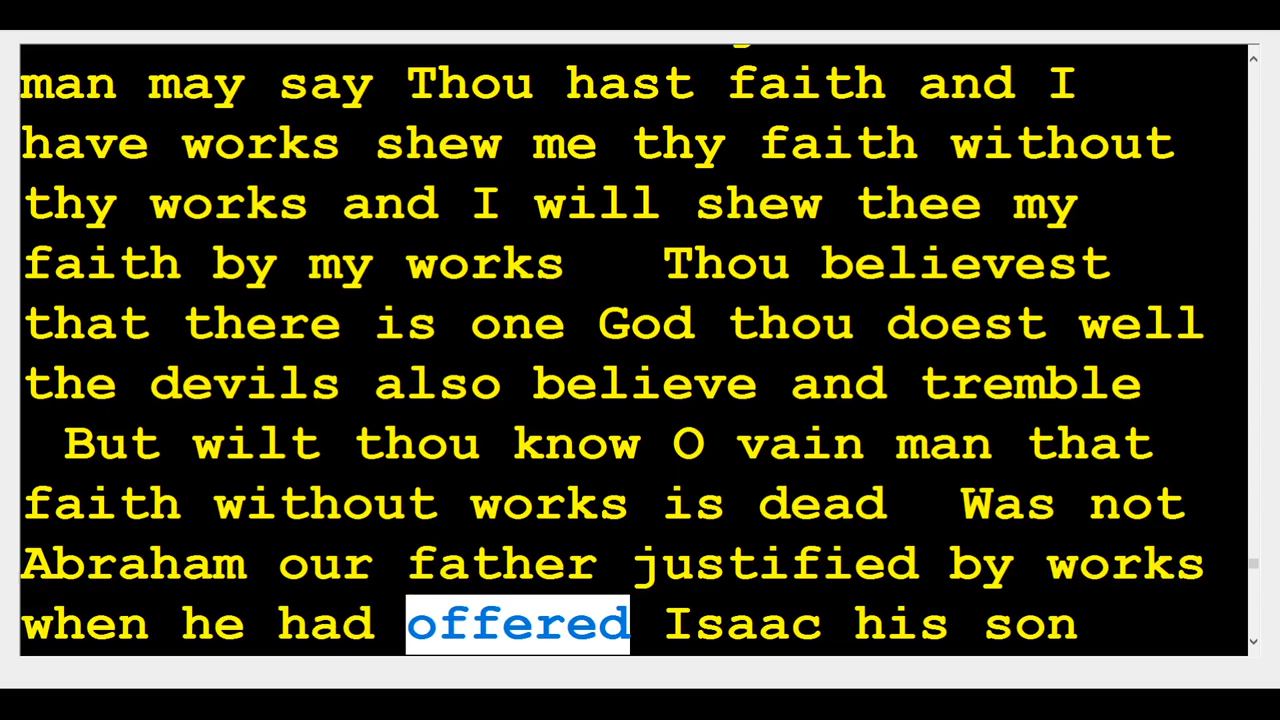 man may say Thou hast faith and I
have works shew me thy faith without
thy works and I will shew thee my
faith by my works   Thou believest
that there is one God thou doest well
the devils also believe and tremble
But wilt thou know O vain man that
faith without works is dead   Was not
Abraham our father justified by works
when he had offered Isaac his son